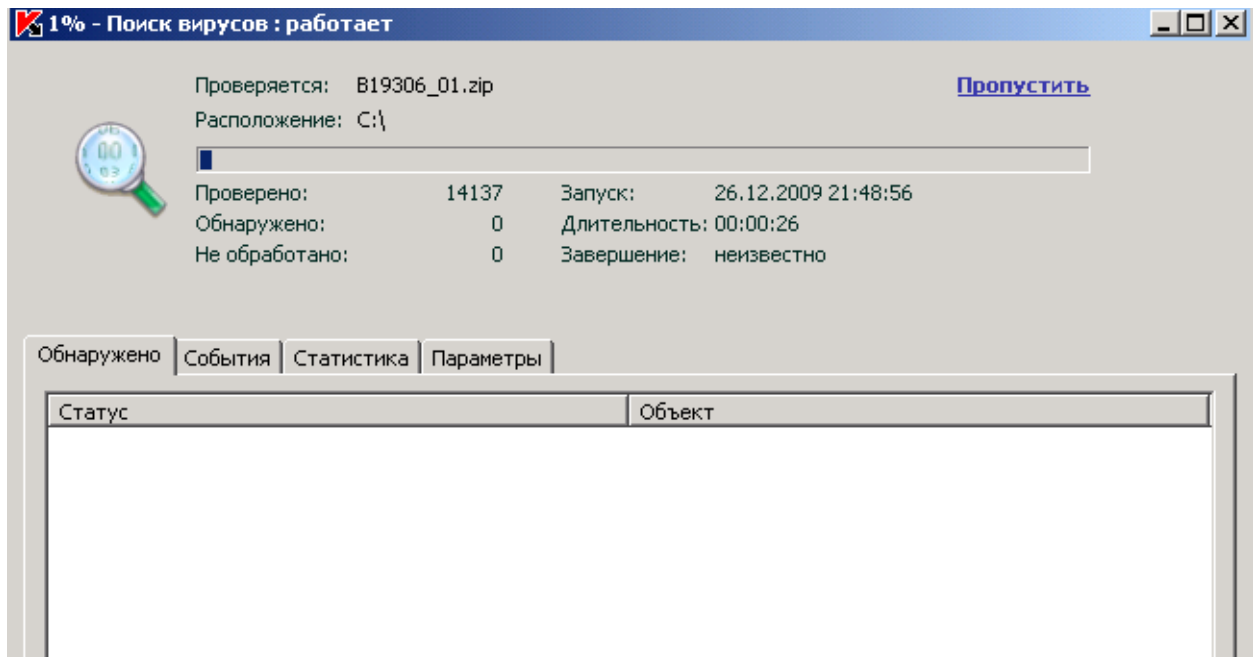 1% - Поиск вирусов : работает
Проверяется: B19306_01.zip Пропустить
Расположение: C:\
Проверено: 14137 Запуск: 26.12.2009 21:48:56
Обнаружено: 0 Длительность: 00:00:26
Не обработано: 0 Завершение: неизвестно
Обнаружено События Статистика Параметры
Статус Объект